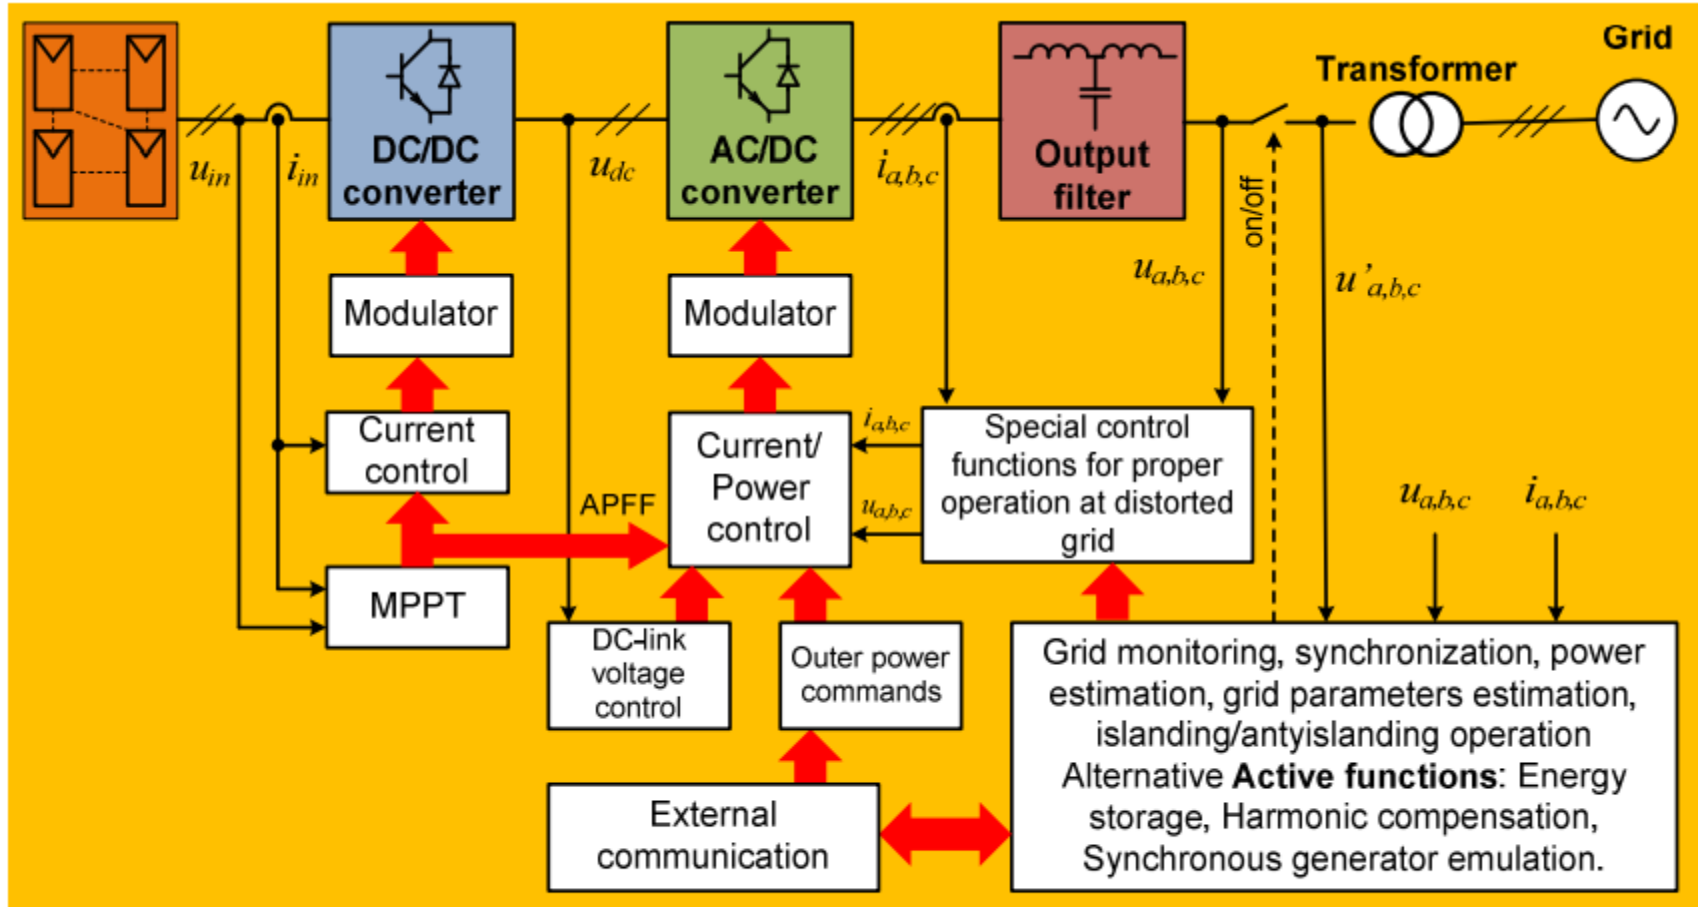 Grid
Transformer
DC/DC
converter
AC/DC
converter
Output
filter
u_in
i_in
u_dc
i_a,b,c
u_a,b,c
on/off
u'_a,b,c
Modulator
Modulator
Current
control
APFF
Current/
Power
control
i_a,b,c
u_a,b,c
Special control
functions for proper
operation at distorted
grid
u_a,b,c
i_a,b,c
MPPT
DC-link
voltage
control
Outer power
commands
External
communication
Grid monitoring, synchronization, power
estimation, grid parameters estimation,
islanding/antyislanding operation
Alternative Active functions: Energy
storage, Harmonic compensation,
Synchronous generator emulation.